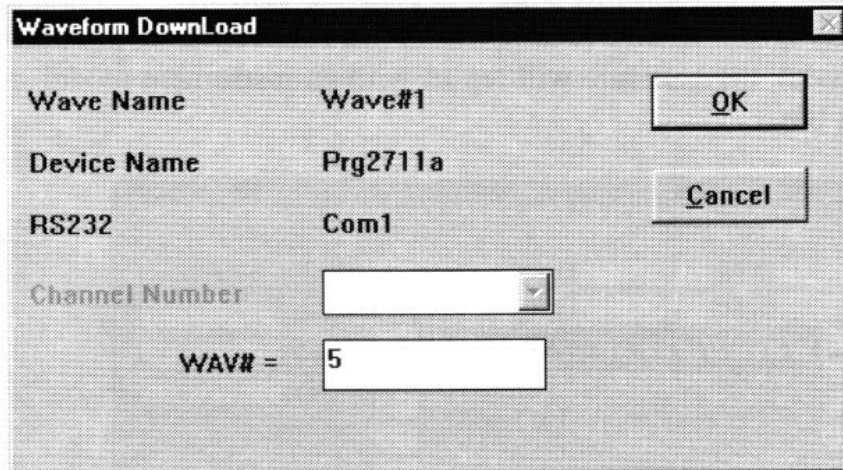 Waveform DownLoad
Wave Name Wave#1 OK
Device Name Prg2711a
Cancel
RS232 Com1
Channel Number
WAV# = 5